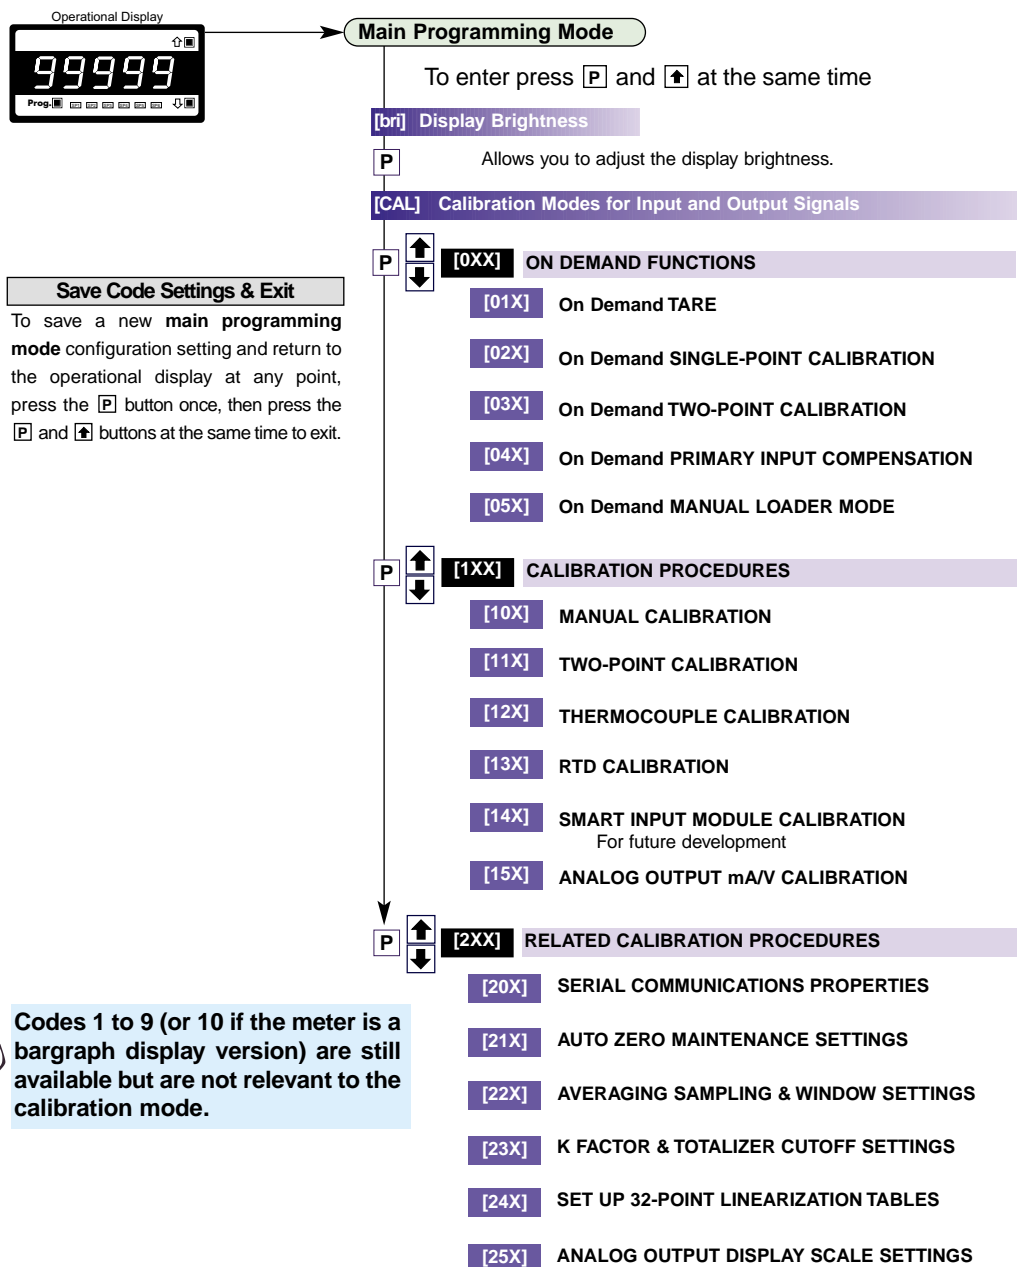 Operational Display
99999
Prog.
Main Programming Mode
To enter press P and at the same time
[bri] Display Brightness
P Allows you to adjust the display brightness.
[CAL] Calibration Modes for Input and Output Signals
P [0XX] ON DEMAND FUNCTIONS
[01X] On Demand TARE
[02X] On Demand SINGLE-POINT CALIBRATION
[03X] On Demand TWO-POINT CALIBRATION
[04X] On Demand PRIMARY INPUT COMPENSATION
[05X] On Demand MANUAL LOADER MODE
Save Code Settings & Exit
To save a new main programming
mode configuration setting and return to
the operational display at any point,
press the P button once, then press the
P and buttons at the same time to exit.
P [1XX] CALIBRATION PROCEDURES
[10X] MANUAL CALIBRATION
[11X] TWO-POINT CALIBRATION
[12X] THERMOCOUPLE CALIBRATION
[13X] RTD CALIBRATION
[14X] SMART INPUT MODULE CALIBRATION
For future development
[15X] ANALOG OUTPUT mA/V CALIBRATION
P [2XX] RELATED CALIBRATION PROCEDURES
[20X] SERIAL COMMUNICATIONS PROPERTIES
[21X] AUTO ZERO MAINTENANCE SETTINGS
[22X] AVERAGING SAMPLING & WINDOW SETTINGS
[23X] K FACTOR & TOTALIZER CUTOFF SETTINGS
[24X] SET UP 32-POINT LINEARIZATION TABLES
[25X] ANALOG OUTPUT DISPLAY SCALE SETTINGS
Codes 1 to 9 (or 10 if the meter is a
bargraph display version) are still
available but are not relevant to the
calibration mode.